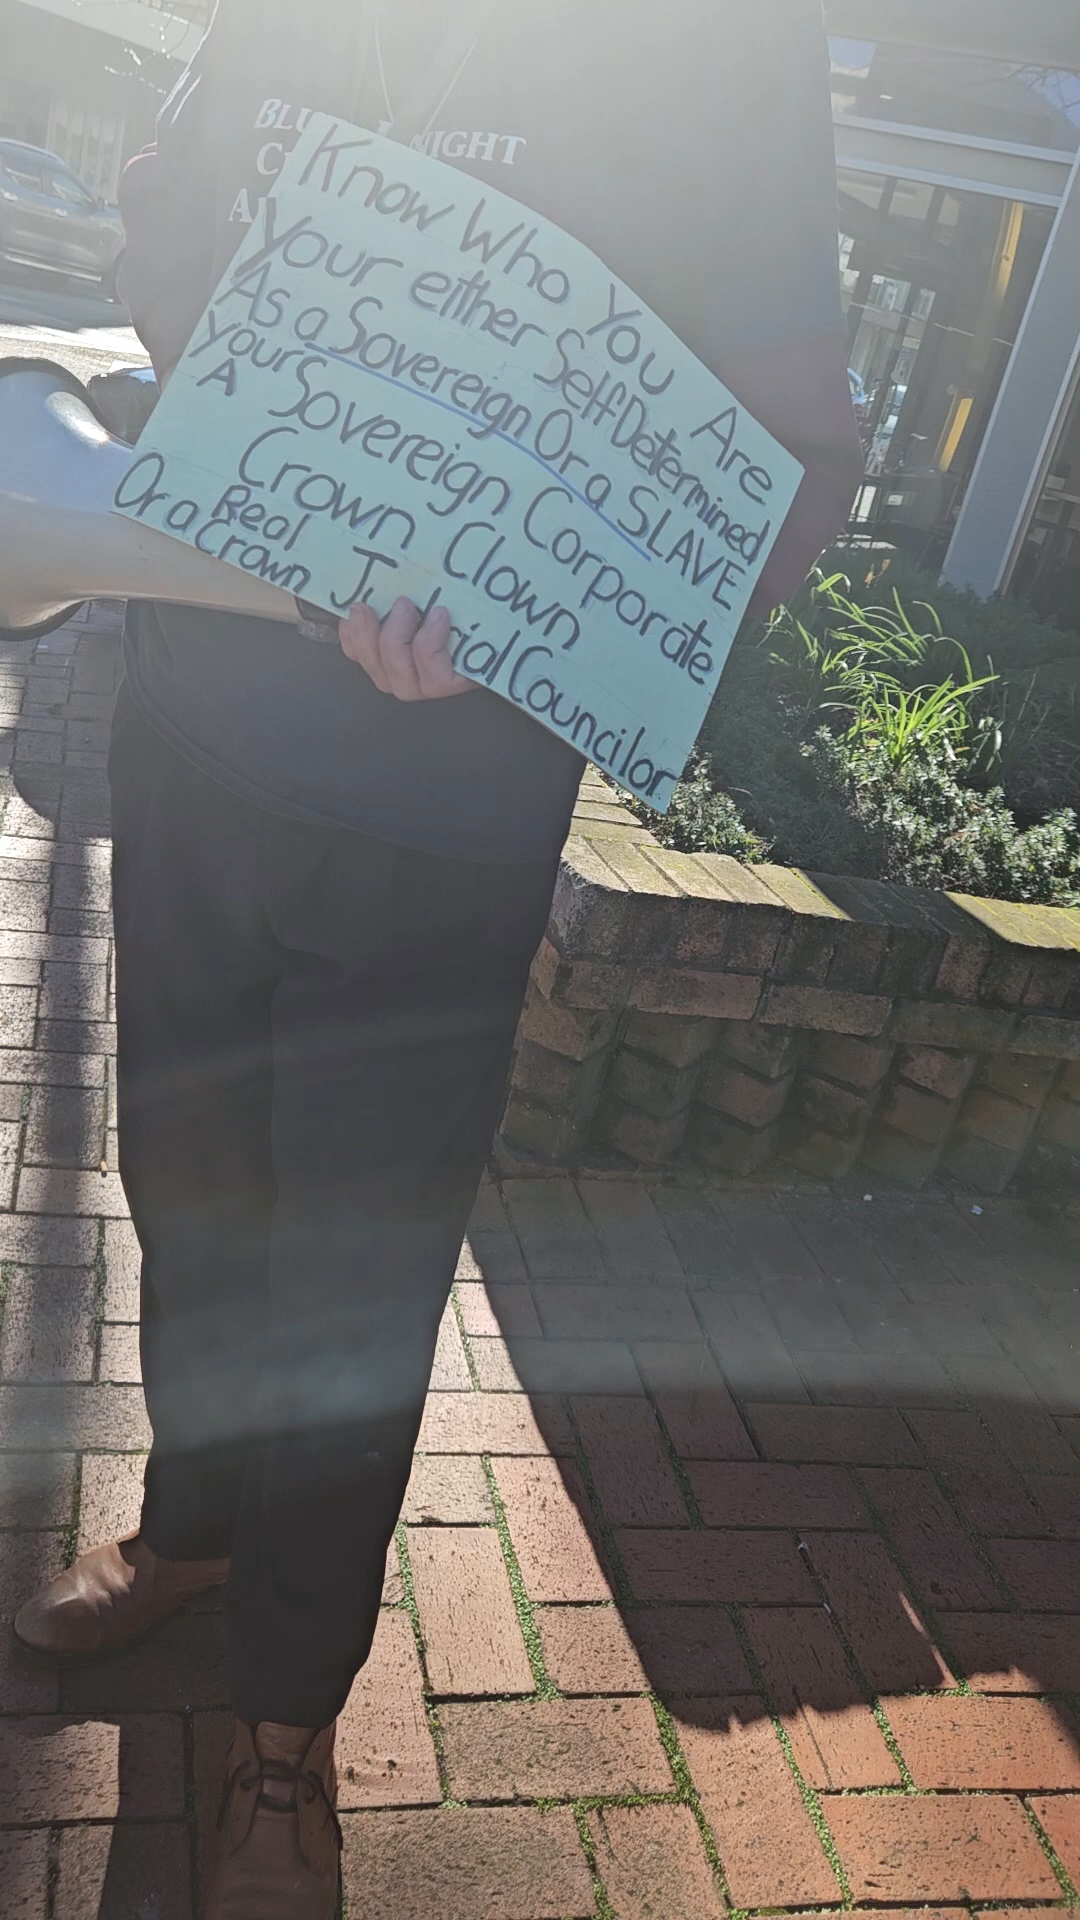 KNIGHT
Know Who You Are
Your either Self Determined
As a Sovereign Or a SLAVE
your Sovereign Corporate
A Crown Clown
Or a Real Judicial Councilor
Crown